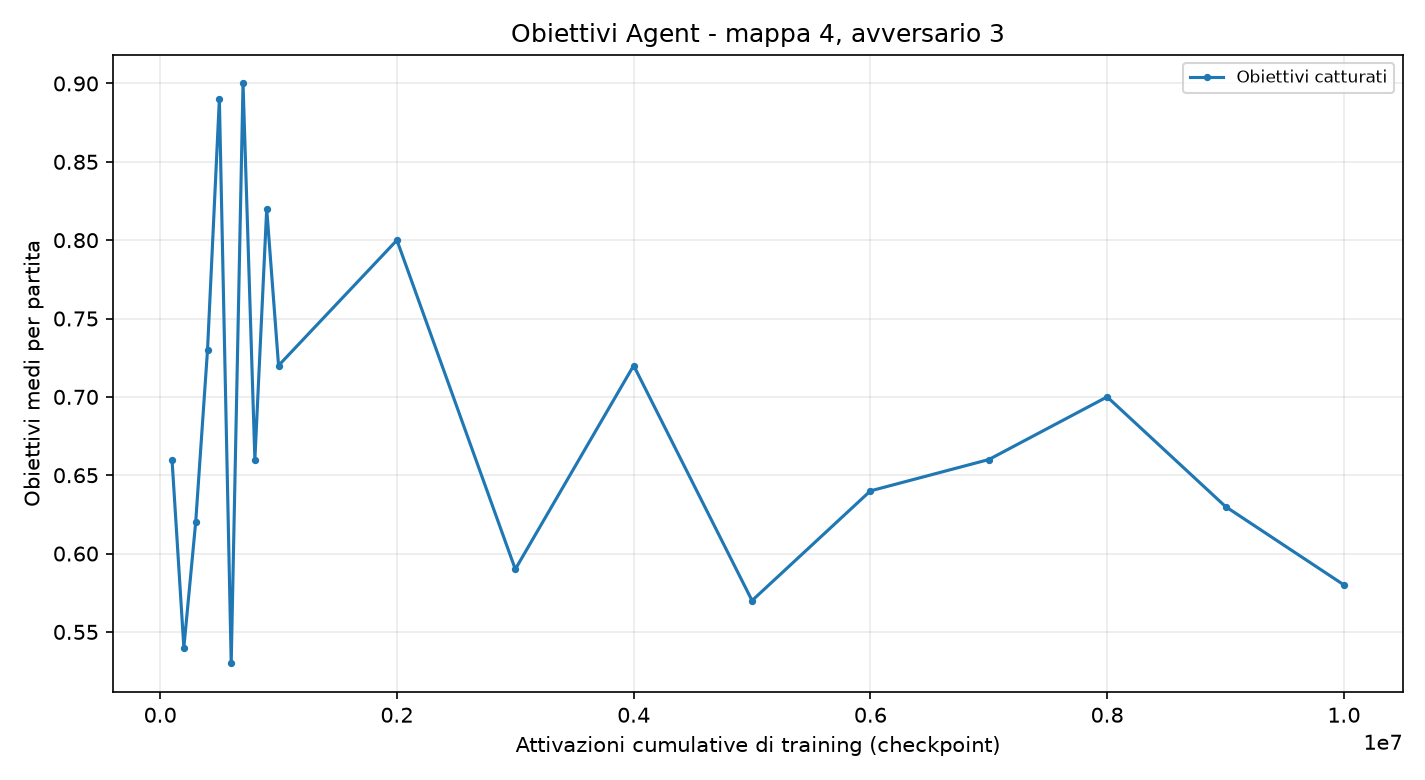 Obiettivi Agent - mappa 4, avversario 3
Obiettivi catturati
Obiettivi medi per partita
0.90
0.85
0.80
0.75
0.70
0.65
0.60
0.55
0.0 0.2 0.4 0.6 0.8 1.0
1e7
Attivazioni cumulative di training (checkpoint)